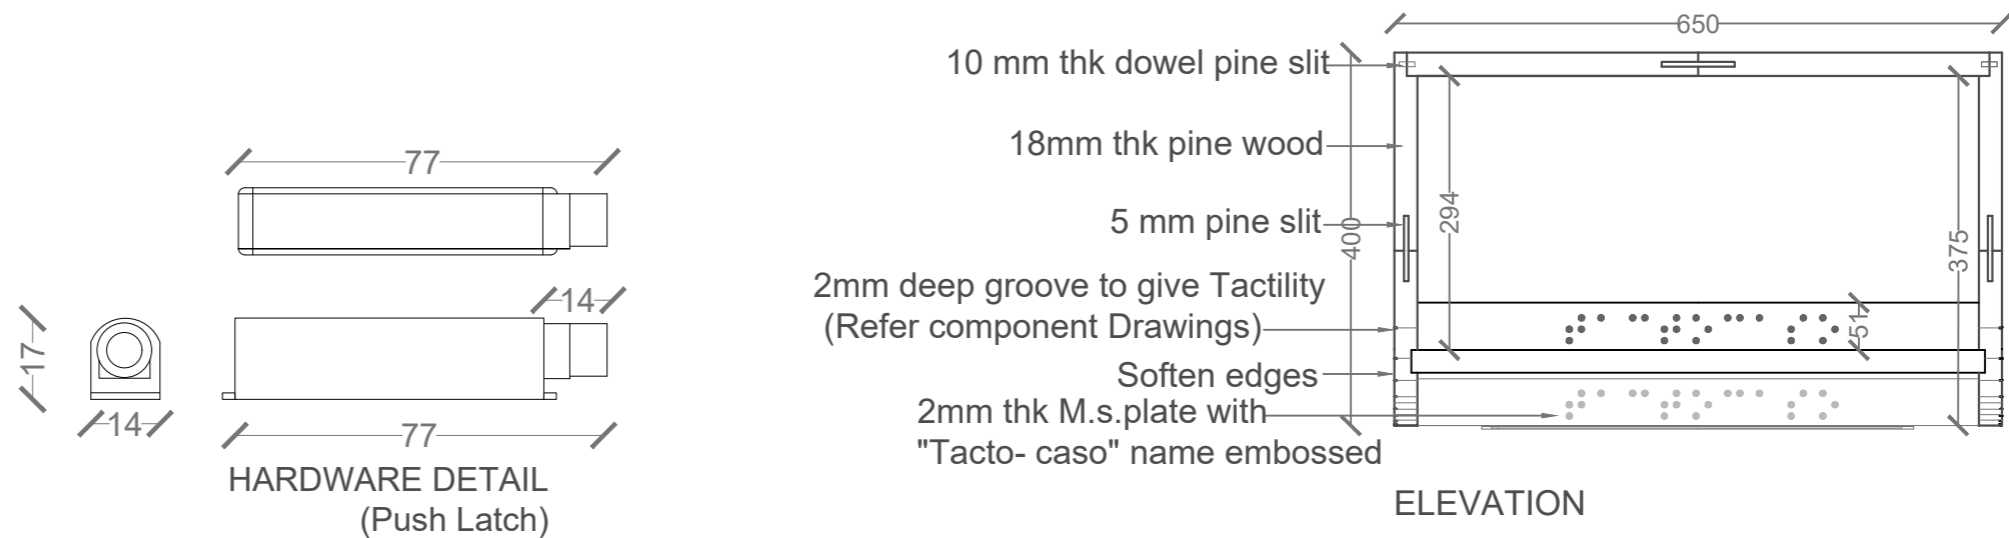 77
14
17
14
77
HARDWARE DETAIL
(Push Latch)
650
10 mm thk dowel pine slit
18mm thk pine wood
5 mm pine slit
400
294
375
2mm deep groove to give Tactility
(Refer component Drawings)
51
Soften edges
2mm thk M.s.plate with
"Tacto- caso" name embossed
ELEVATION